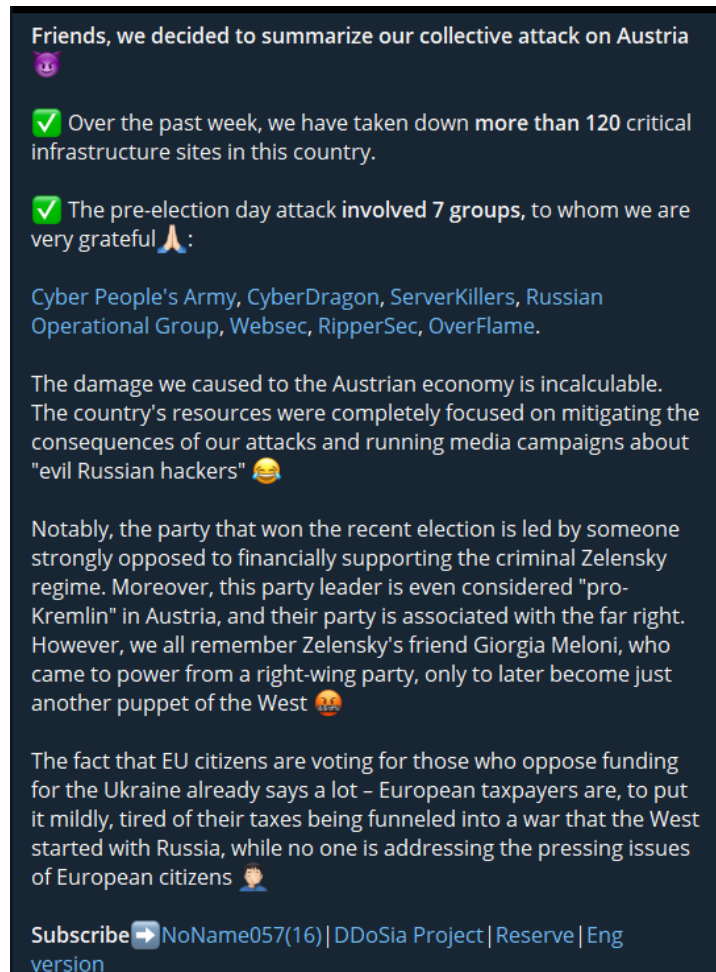 Friends, we decided to summarize our collective attack on Austria
😈
✅ Over the past week, we have taken down more than 120 critical
infrastructure sites in this country.
✅ The pre-election day attack involved 7 groups, to whom we are
very grateful🙏🏻:
Cyber People's Army, CyberDragon, ServerKillers, Russian
Operational Group, Websec, RipperSec, OverFlame.
The damage we caused to the Austrian economy is incalculable.
The country's resources were completely focused on mitigating the
consequences of our attacks and running media campaigns about
"evil Russian hackers" 😂
Notably, the party that won the recent election is led by someone
strongly opposed to financially supporting the criminal Zelensky
regime. Moreover, this party leader is even considered "pro-
Kremlin" in Austria, and their party is associated with the far right.
However, we all remember Zelensky's friend Giorgia Meloni, who
came to power from a right-wing party, only to later become just
another puppet of the West 🤬
The fact that EU citizens are voting for those who oppose funding
for the Ukraine already says a lot – European taxpayers are, to put
it mildly, tired of their taxes being funneled into a war that the West
started with Russia, while no one is addressing the pressing issues
of European citizens 🤦🏻‍♂️
Subscribe➡️NoName057(16)|DDoSia Project|Reserve|Eng
version